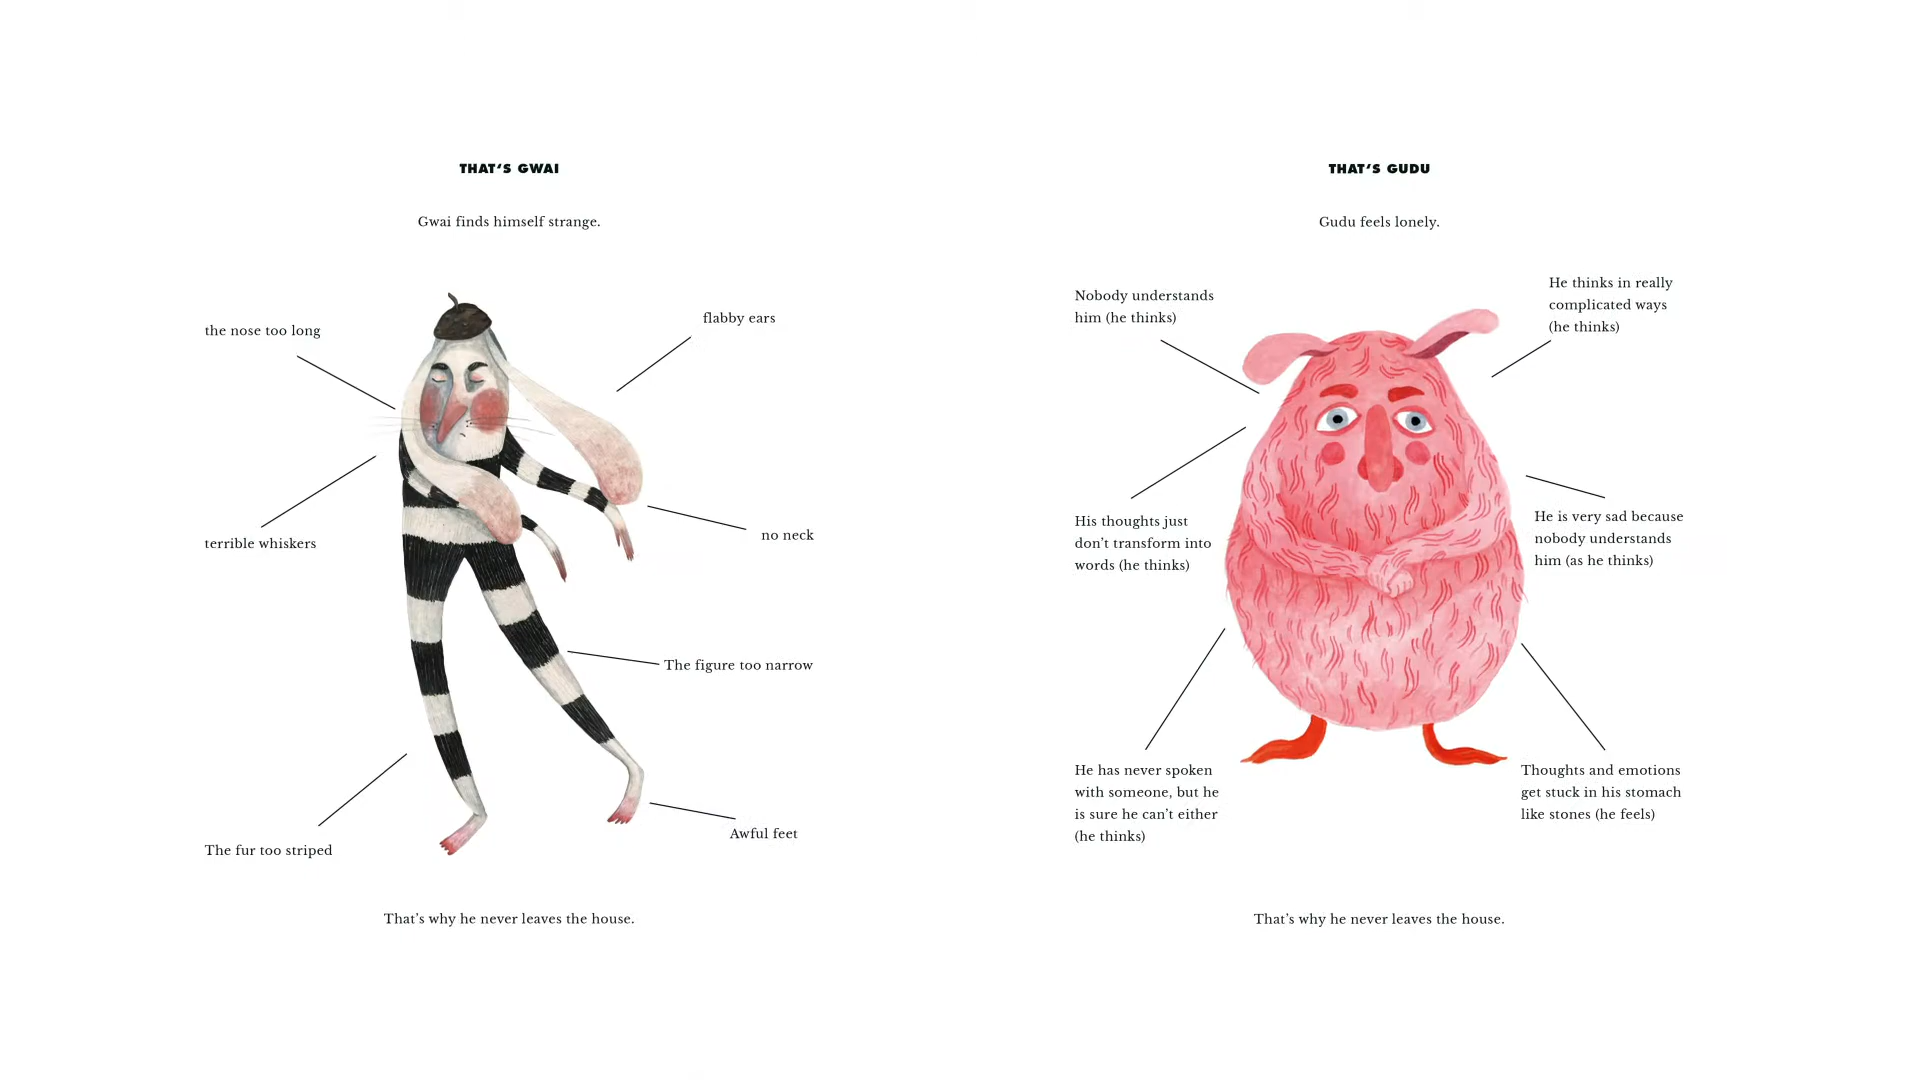 THAT‘S GWAI
Gwai finds himself strange.
the nose too long
flabby ears
terrible whiskers
no neck
The figure too narrow
The fur too striped
Awful feet
That’s why he never leaves the house.
THAT‘S GUDU
Gudu feels lonely.
Nobody understands
him (he thinks)
He thinks in really
complicated ways
(he thinks)
His thoughts just
don’t transform into
words (he thinks)
He is very sad because
nobody understands
him (as he thinks)
He has never spoken
with someone, but he
is sure he can’t either
(he thinks)
Thoughts and emotions
get stuck in his stomach
like stones (he feels)
That’s why he never leaves the house.